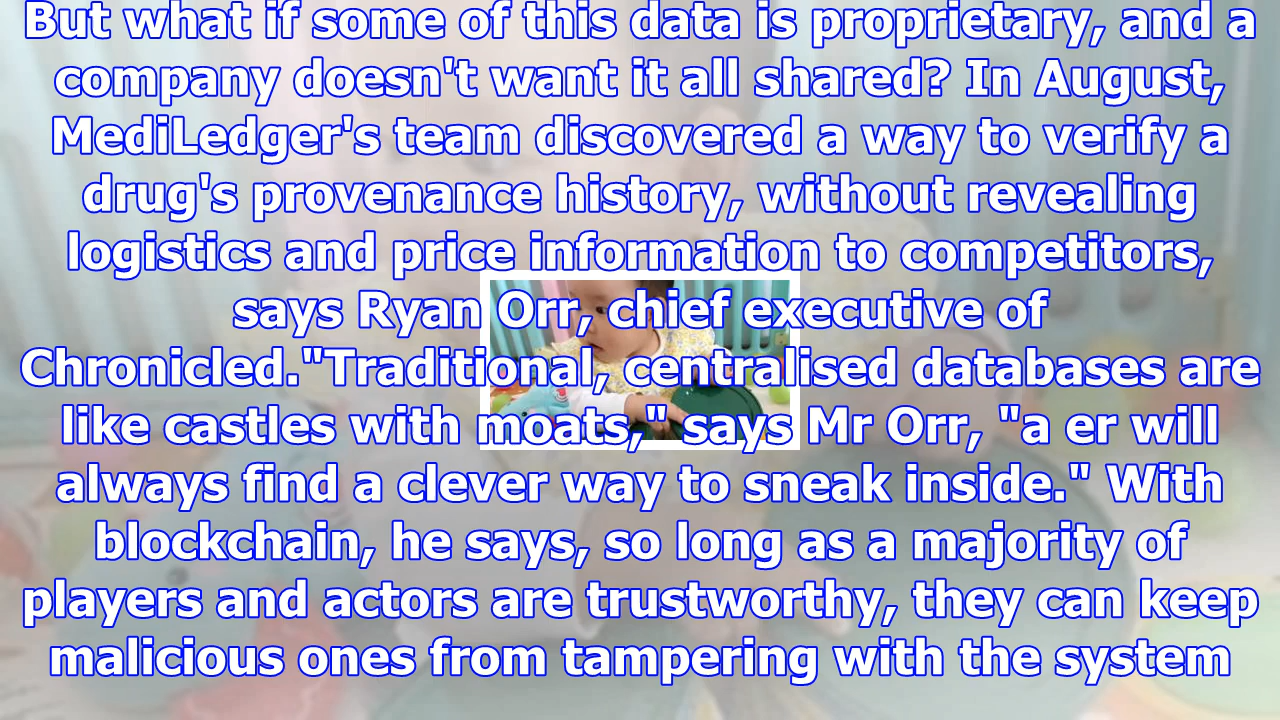 But what if some of this data is proprietary, and a
company doesn't want it all shared? In August,
MediLedger's team discovered a way to verify a
drug's provenance history, without revealing
logistics and price information to competitors,
says Ryan Orr, chief executive of
Chronicled."Traditional, centralised databases are
like castles with moats," says Mr Orr, "a er will
always find a clever way to sneak inside." With
blockchain, he says, so long as a majority of
players and actors are trustworthy, they can keep
malicious ones from tampering with the system